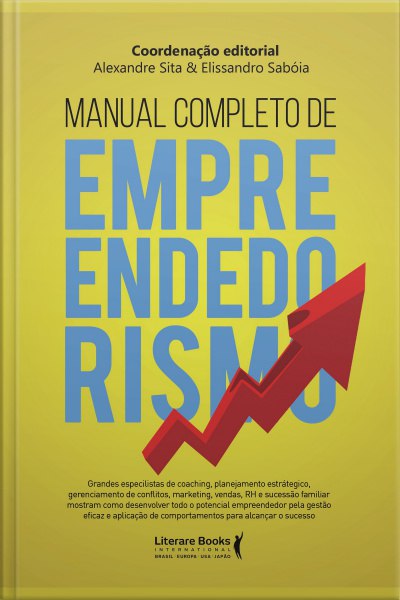 Coordenação editorial
Alexandre Sita & Elissandro Sabóia
MANUAL COMPLETO DE
EMPRE
ENDEDO
RISMO
Grandes especilistas de coaching, planejamento estrátegico,
gerenciamento de conflitos, marketing, vendas, RH e sucessão familiar
mostram como desenvolver todo o potencial empreendedor pela gestão
eficaz e aplicação de comportamentos para alcançar o sucesso
Literare Books
INTERNATIONAL
BRASIL · EUROPA · USA · JAPÃO